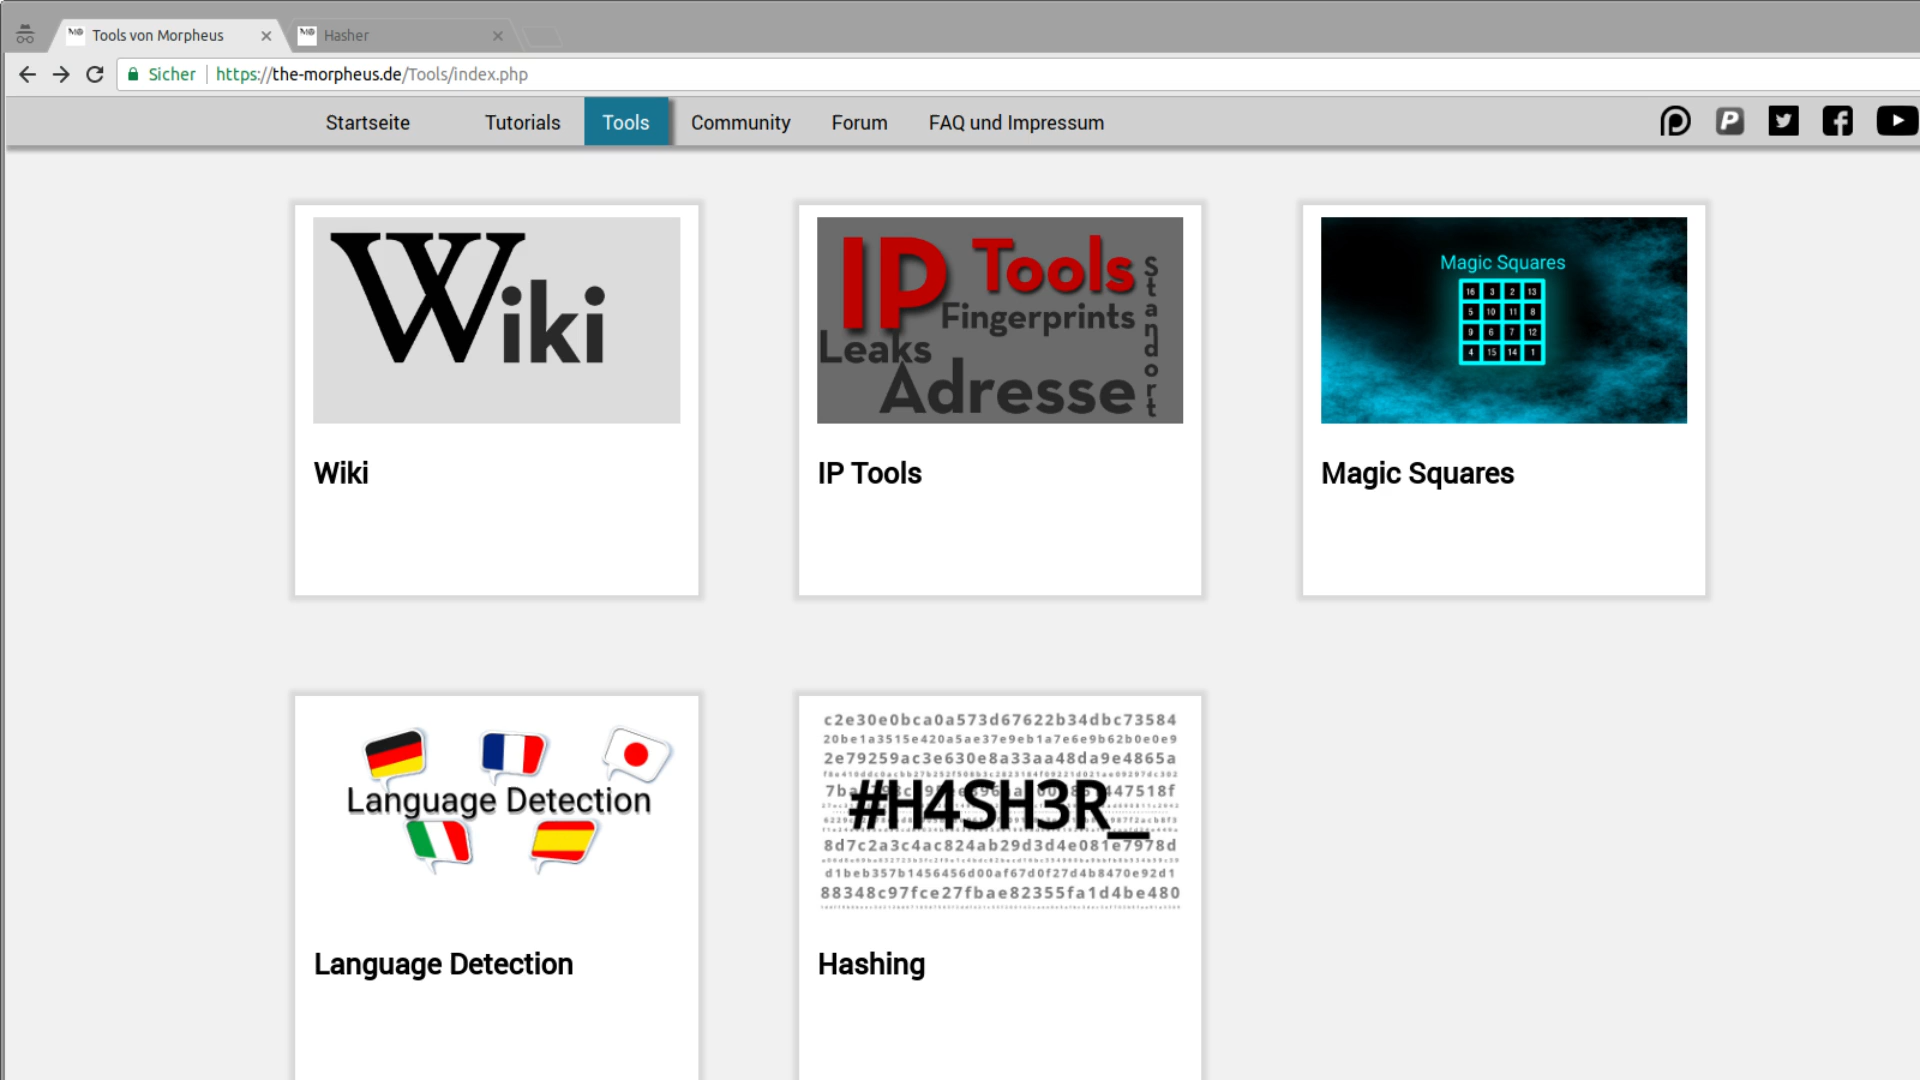 Tools von Morpheus
Hasher
Sicher https://the-morpheus.de/Tools/index.php
Startseite Tutorials Tools Community Forum FAQ und Impressum
Wiki
Wiki
IP Tools
Fingerprints
Leaks
Adresse
Standort
IP Tools
Magic Squares
16 3 2 13
5 10 11 8
9 6 7 12
4 15 14 1
Magic Squares
Language Detection
Language Detection
c2e30e0bca0a573d67622b34dbc73584
20be1a3515e420a5ae37e9eb1a7e6e9b62b0e0e9
2e79259ac3e630e8a33aa48da9e4865a
#H4SH3R_
8d7c2a3c4ac824ab29d3d4e081e7978d
d1beb357b1456456d00af67d0f27d4b8470e92d1
88348c97fce27fbae82355fa1d4be480
Hashing